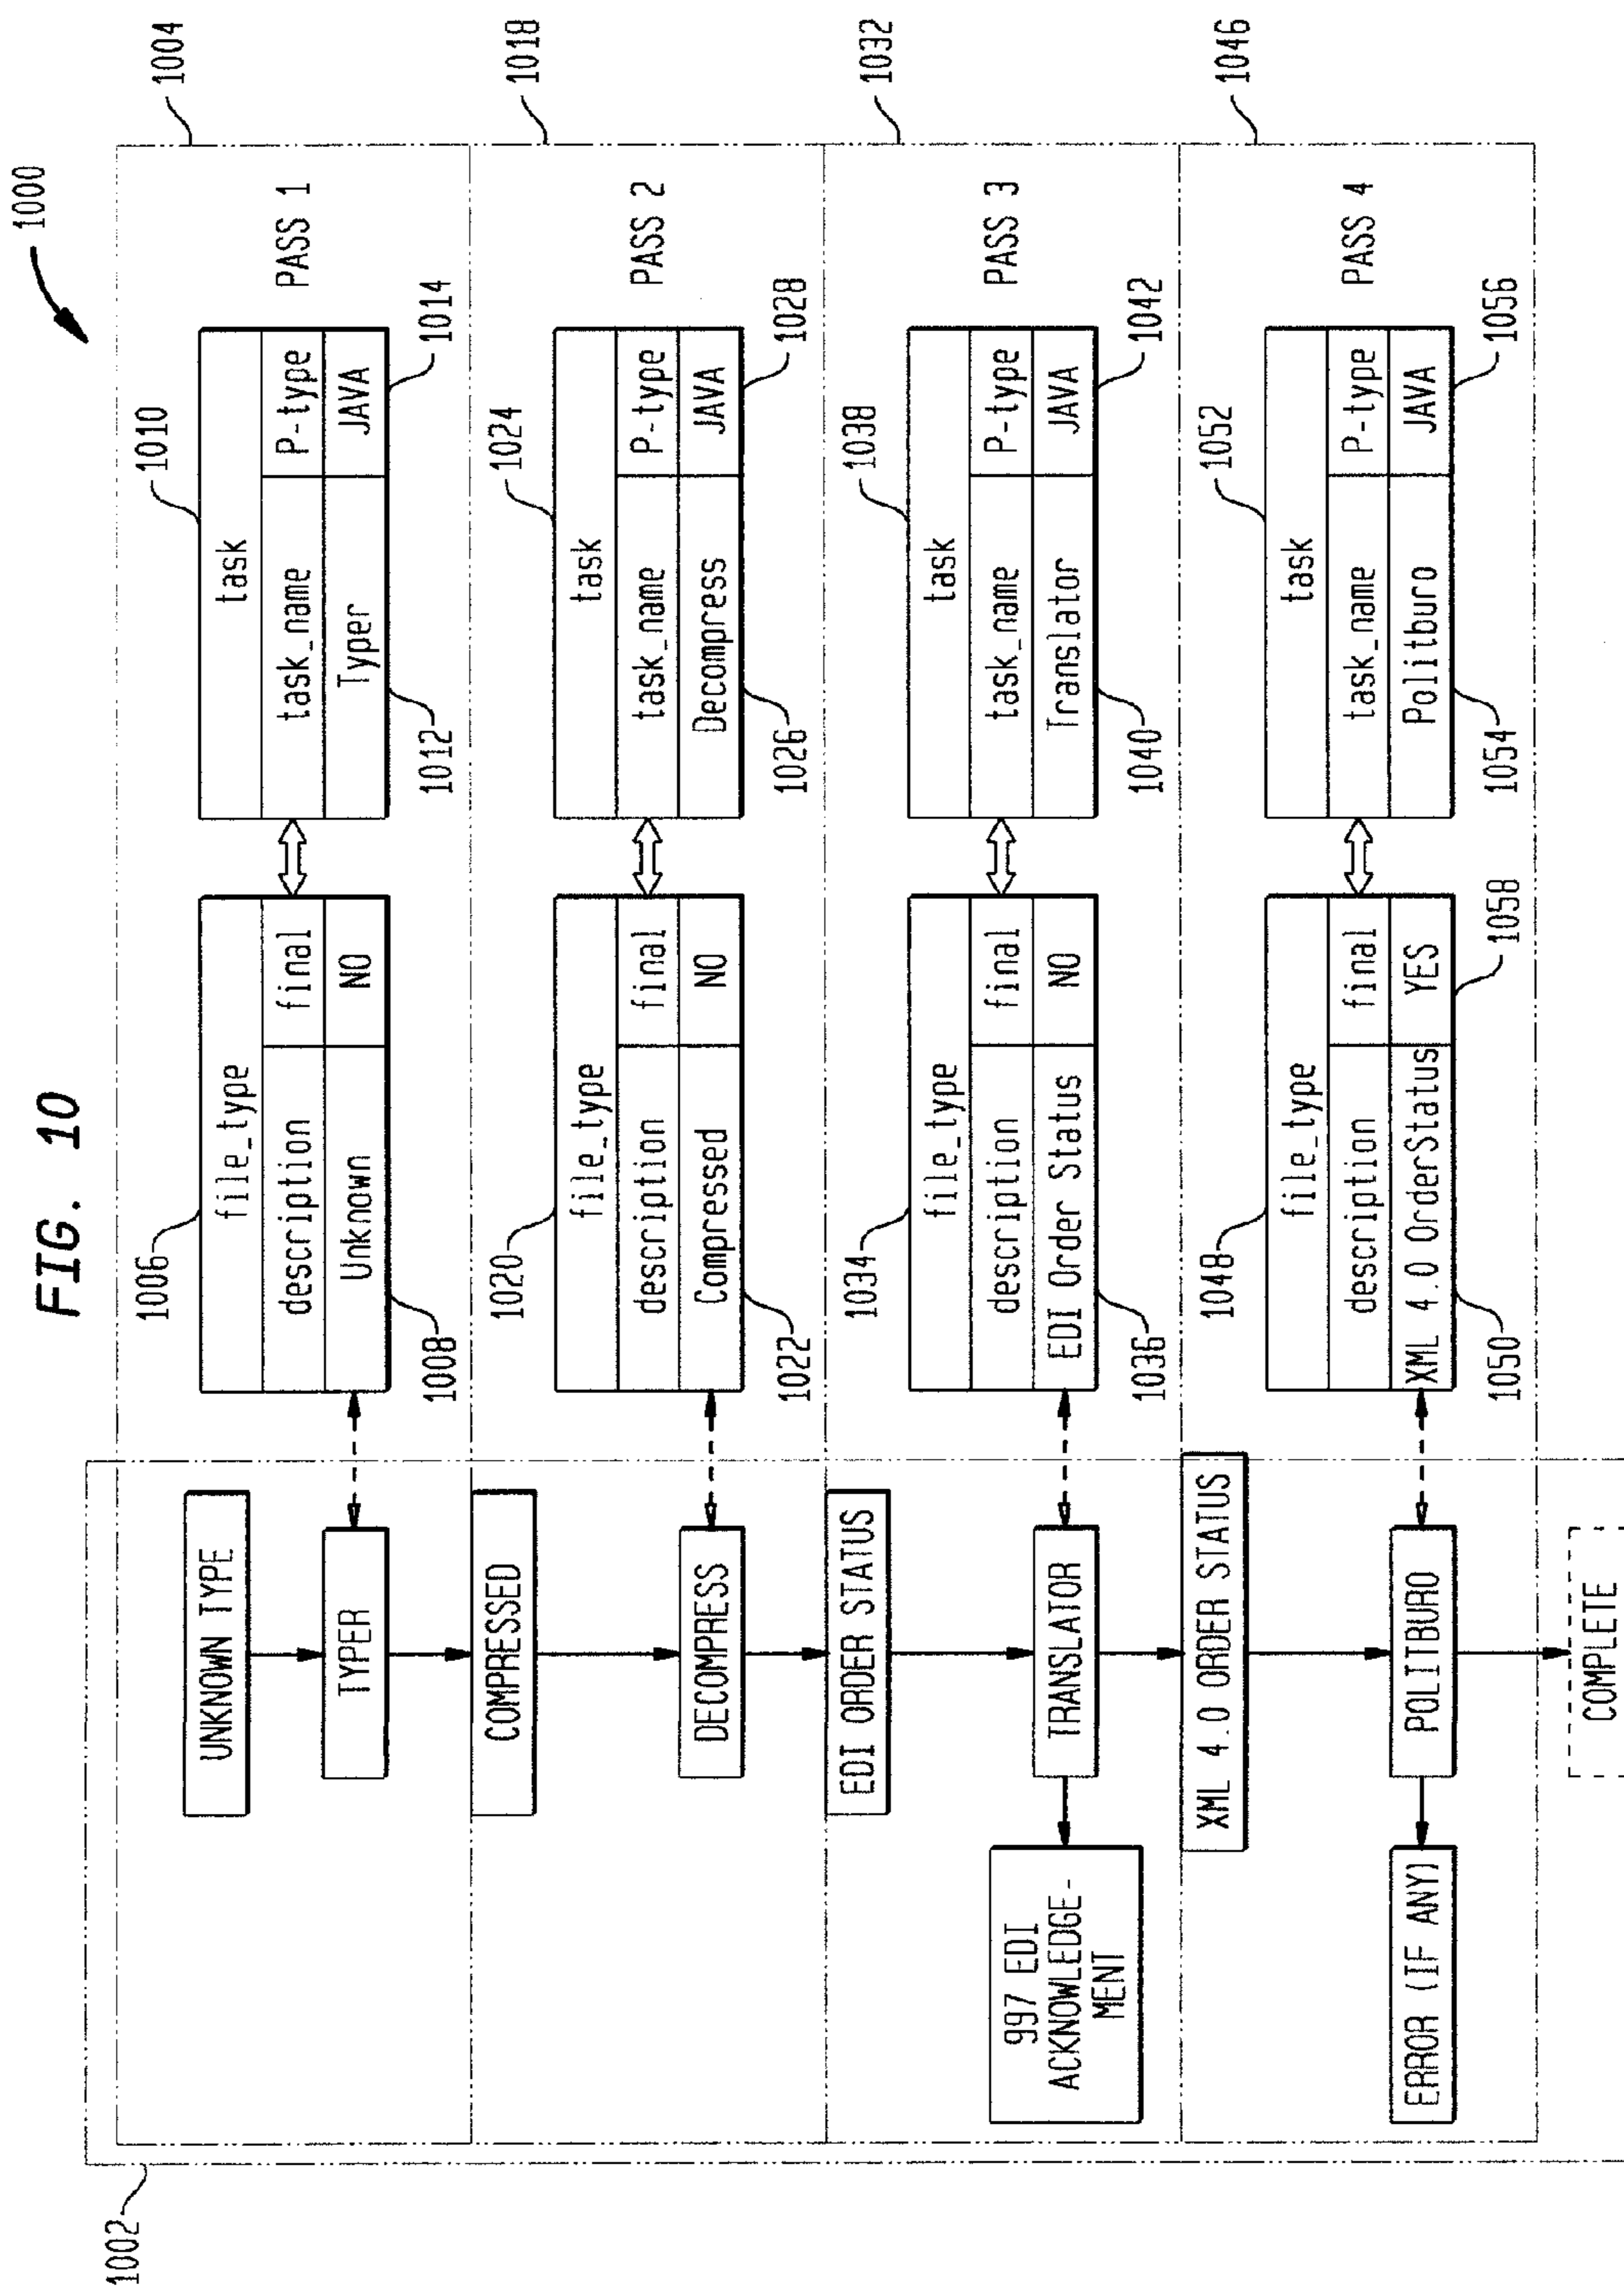 FIG. 10
1000
1002
1004
PASS 1
UNKNOWN TYPE
TYPER
1006
file_type
description
final
Unknown
NO
1008
1010
task
task_name
P-type
Typer
JAVA
1012
1014
1018
PASS 2
COMPRESSED
DECOMPRESS
1020
file_type
description
final
Compressed
NO
1022
1024
task
task_name
P-type
Decompress
JAVA
1026
1028
1032
PASS 3
EDI ORDER STATUS
TRANSLATOR
997 EDI
ACKNOWLEDGE-
MENT
1034
file_type
description
final
EDI Order Status
NO
1036
1038
task
task_name
P-type
Translator
JAVA
1040
1042
1046
PASS 4
XML 4.0 ORDER STATUS
POLITBURO
ERROR (IF ANY)
1048
file_type
description
final
XML 4.0 OrderStatus
YES
1050
1058
1052
task
task_name
P-type
Politburo
JAVA
1054
1056
COMPLETE